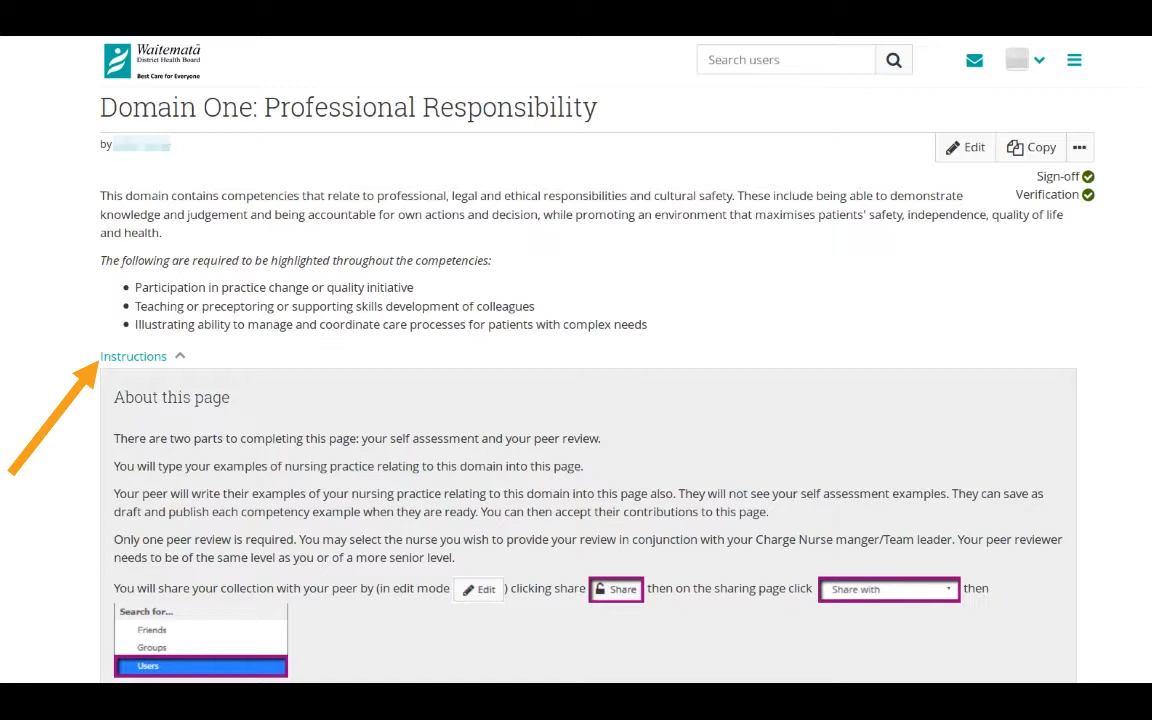 Waitematā
District Health Board
Best Care for Everyone
Search users
Domain One: Professional Responsibility
by
Edit
Copy
Sign-off
Verification
This domain contains competencies that relate to professional, legal and ethical responsibilities and cultural safety. These include being able to demonstrate
knowledge and judgement and being accountable for own actions and decision, while promoting an environment that maximises patients' safety, independence, quality of life
and health.
The following are required to be highlighted throughout the competencies:
Participation in practice change or quality initiative
Teaching or preceptoring or supporting skills development of colleagues
Illustrating ability to manage and coordinate care processes for patients with complex needs
Instructions
About this page
There are two parts to completing this page: your self assessment and your peer review.
You will type your examples of nursing practice relating to this domain into this page.
Your peer will write their examples of your nursing practice relating to this domain into this page also. They will not see your self assessment examples. They can save as
draft and publish each competency example when they are ready. You can then accept their contributions to this page.
Only one peer review is required. You may select the nurse you wish to provide your review in conjunction with your Charge Nurse manger/Team leader. Your peer reviewer
needs to be of the same level as you or of a more senior level.
You will share your collection with your peer by (in edit mode Edit ) clicking share Share then on the sharing page click Share with then
Search for...
Friends
Groups
Users